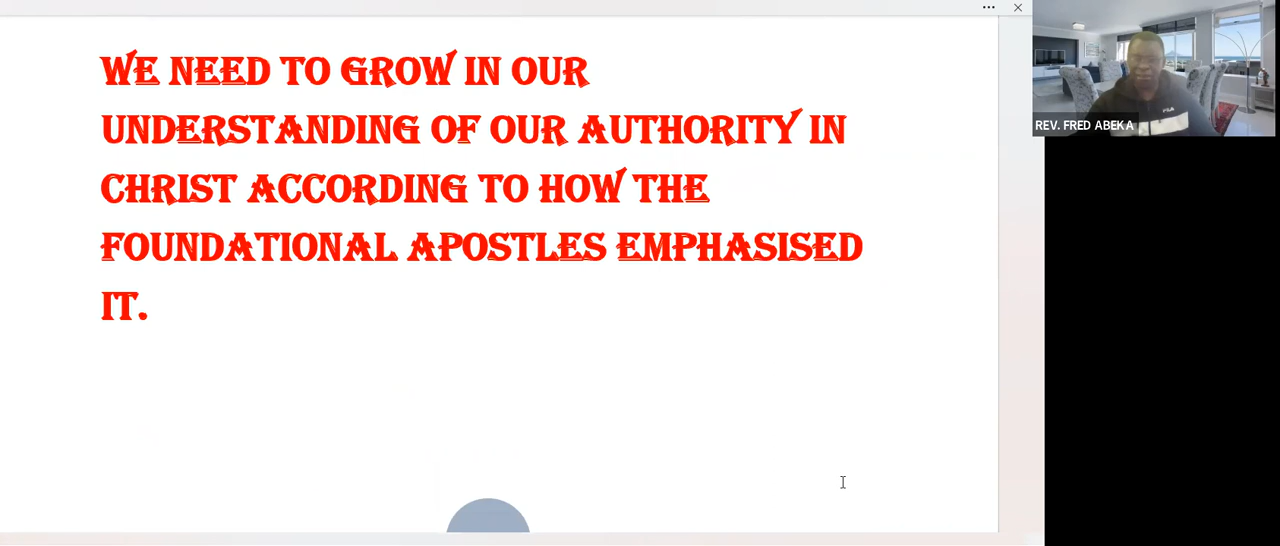 WE NEED TO GROW IN OUR
UNDERSTANDING OF OUR AUTHORITY IN
CHRIST ACCORDING TO HOW THE
FOUNDATIONAL APOSTLES EMPHASISED
IT.
FILA
REV. FRED ABEKA